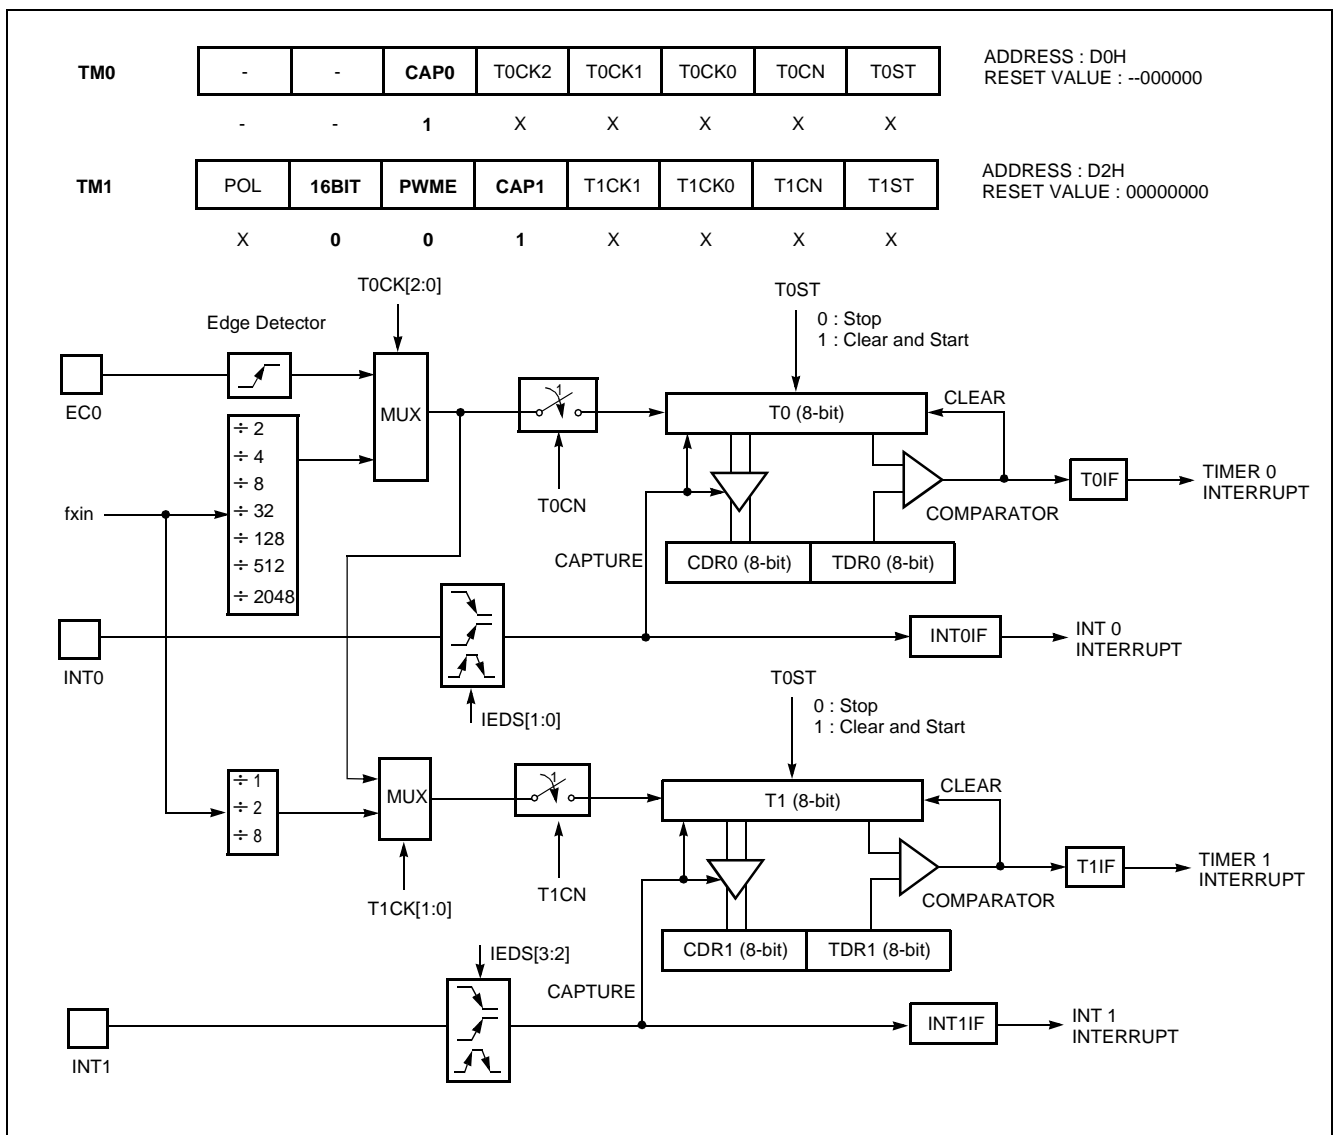 TM0 - - CAP0 T0CK2 T0CK1 T0CK0 T0CN T0ST
ADDRESS : D0H
RESET VALUE : --000000
- - 1 X X X X X
TM1 POL 16BIT PWME CAP1 T1CK1 T1CK0 T1CN T1ST
ADDRESS : D2H
RESET VALUE : 00000000
X 0 0 1 X X X X
T0CK[2:0]
T0ST
0 : Stop
1 : Clear and Start
Edge Detector
EC0
MUX
1
T0 (8-bit)
CLEAR
÷ 2
÷ 4
÷ 8
÷ 32
÷ 128
÷ 512
÷ 2048
fxin
T0CN
COMPARATOR
T0IF
TIMER 0
INTERRUPT
CAPTURE
CDR0 (8-bit)
TDR0 (8-bit)
INT0
INT0IF
INT 0
INTERRUPT
IEDS[1:0]
T0ST
0 : Stop
1 : Clear and Start
÷ 1
÷ 2
÷ 8
MUX
1
T1 (8-bit)
CLEAR
T1CK[1:0]
T1CN
COMPARATOR
T1IF
TIMER 1
INTERRUPT
CDR1 (8-bit)
TDR1 (8-bit)
IEDS[3:2]
CAPTURE
INT1
INT1IF
INT 1
INTERRUPT